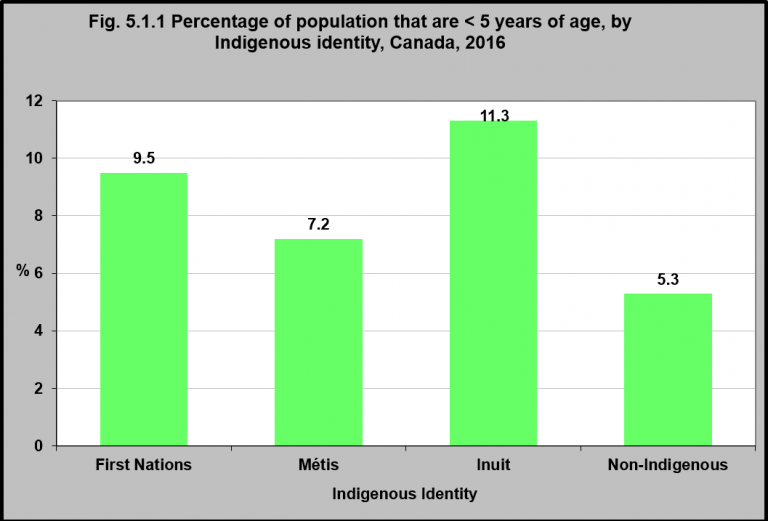 Fig. 5.1.1 Percentage of population that are < 5 years of age, by
Indigenous identity, Canada, 2016
12
10
8
% 6
4
2
0
9.5
7.2
11.3
5.3
First Nations Métis Inuit Non-Indigenous
Indigenous Identity